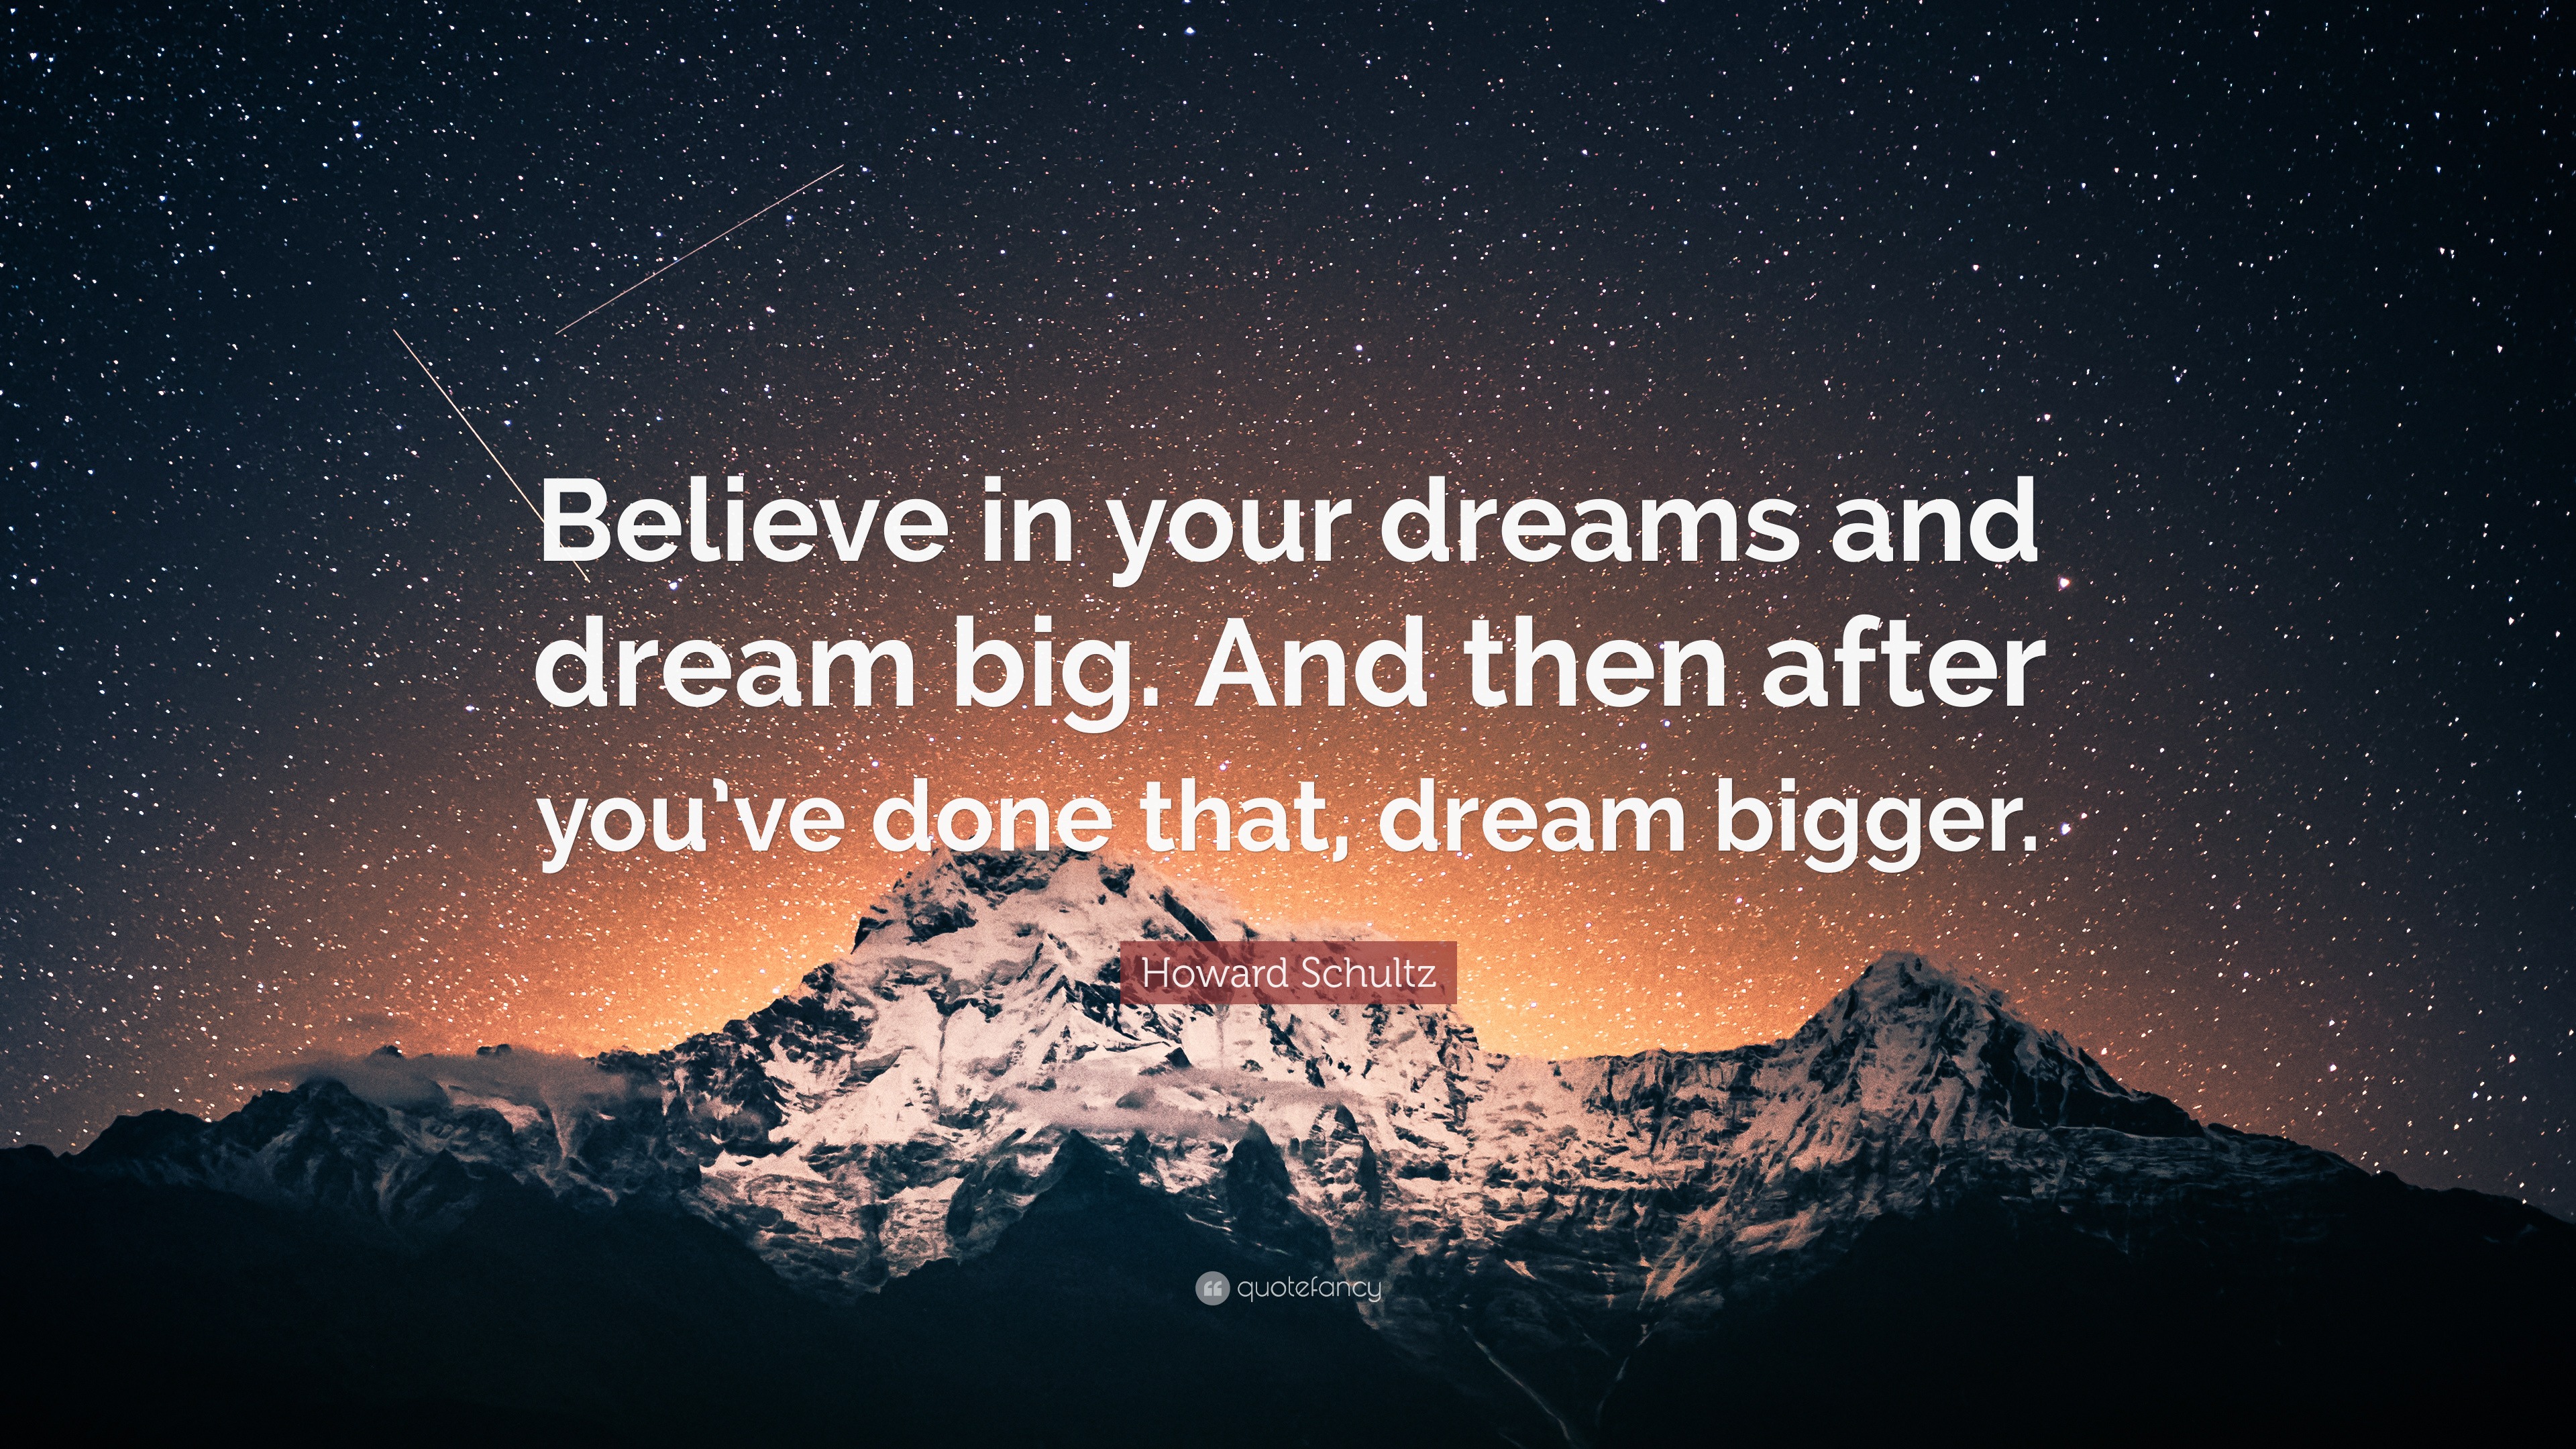 Believe in your dreams and
dream big. And then after
you’ve done that, dream bigger.
Howard Schultz
quotefancy